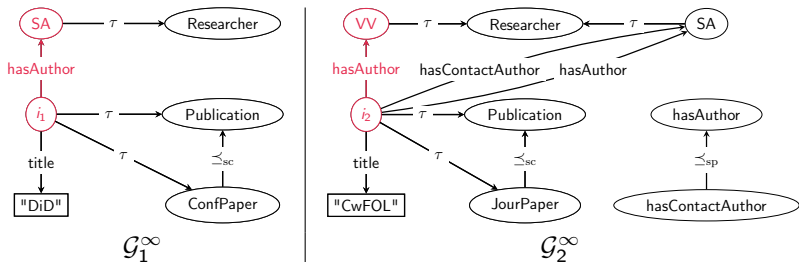 SA τ Researcher VV τ Researcher τ SA
hasAuthor hasAuthor hasContactAuthor hasAuthor
i₁ τ Publication i₂ τ Publication hasAuthor
title τ ⪯sc title τ ⪯sc ⪯sp
"DiD" ConfPaper "CwFOL" JourPaper hasContactAuthor
𝒢₁^∞ 𝒢₂^∞